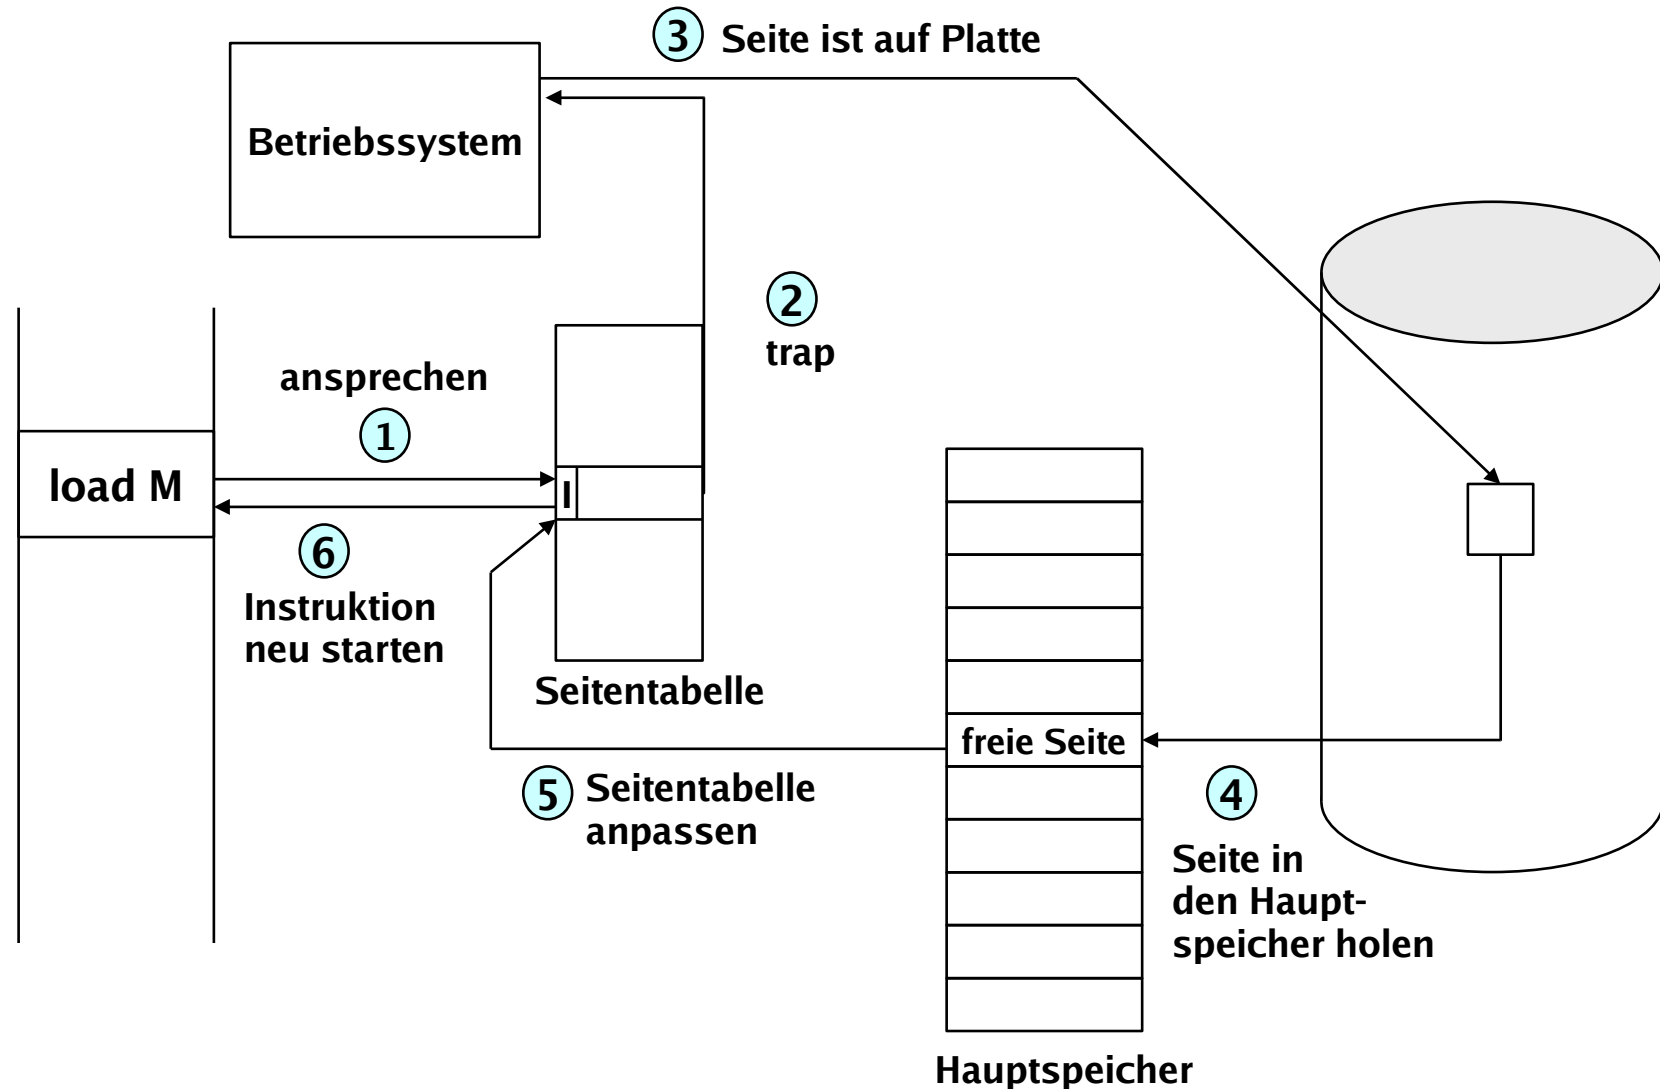 3 Seite ist auf Platte
Betriebssystem
2
trap
ansprechen
1
load M
I
6
Instruktion
neu starten
Seitentabelle
freie Seite
5 Seitentabelle
anpassen
4
Seite in
den Haupt-
speicher holen
Hauptspeicher